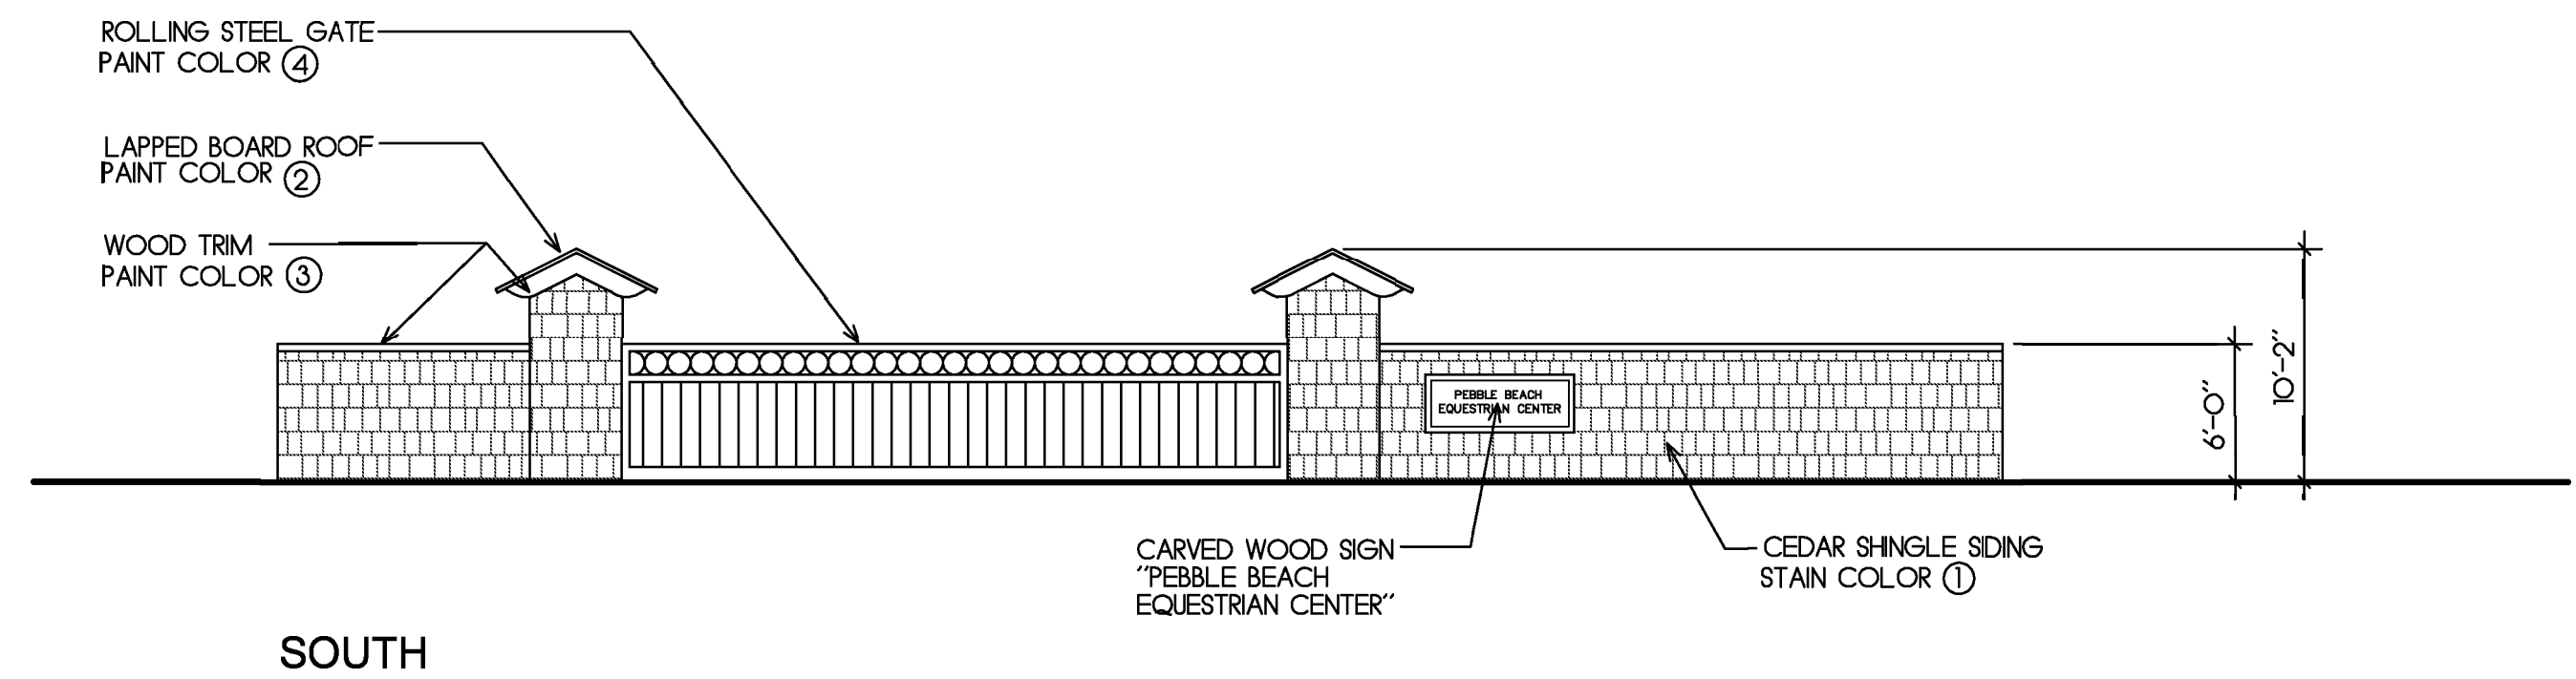 ROLLING STEEL GATE
PAINT COLOR ④
LAPPED BOARD ROOF
PAINT COLOR ②
WOOD TRIM
PAINT COLOR ③
PEBBLE BEACH
EQUESTRIAN CENTER
6'-0"
10'-2"
CARVED WOOD SIGN
"PEBBLE BEACH
EQUESTRIAN CENTER"
CEDAR SHINGLE SIDING
STAIN COLOR ①
SOUTH